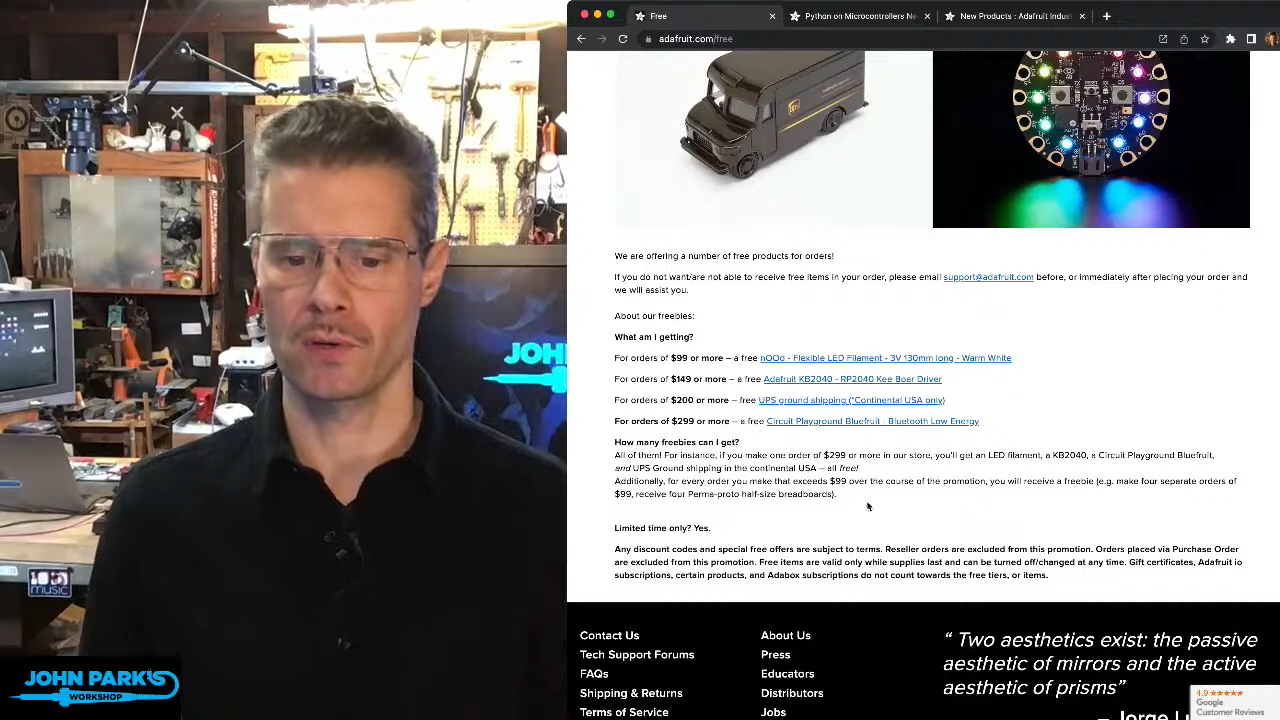 Free
Python on Microcontrollers Ne
New Products Adafruit Indus
adafruit.com/free
ups
We are offering a number of free products for orders!
If you do not want/are not able to receive free items in your order, please email support@adafruit.com before, or immediately after placing your order and
we will assist you.
About our freebies:
What am I getting?
For orders of $99 or more – a free nOOd - Flexible LED Filament - 3V 130mm long - Warm White
For orders of $149 or more – a free Adafruit KB2040 - RP2040 Kee Boar Driver
For orders of $200 or more – free UPS ground shipping (*Continental USA only)
For orders of $299 or more – a free Circuit Playground Bluefruit - Bluetooth Low Energy
How many freebies can I get?
All of them! For instance, if you make one order of $299 or more in our store, you'll get an LED filament, a KB2040, a Circuit Playground Bluefruit,
and UPS Ground shipping in the continental USA – all free!
Additionally, for every order you make that exceeds $99 over the course of the promotion, you will receive a freebie (e.g. make four separate orders of
$99, receive four Perma-proto half-size breadboards).
Limited time only? Yes.
Any discount codes and special free offers are subject to terms. Reseller orders are excluded from this promotion. Orders placed via Purchase Order
are excluded from this promotion. Free items are valid only while supplies last and can be turned off/changed at any time. Gift certificates, Adafruit io
subscriptions, certain products, and Adabox subscriptions do not count towards the free tiers, or items.
Contact Us
Tech Support Forums
FAQs
Shipping & Returns
Terms of Service
About Us
Press
Educators
Distributors
Jobs
“ Two aesthetics exist: the passive
aesthetic of mirrors and the active
aesthetic of prisms”
4.9 ★★★★★
Google
Customer Reviews
JOHN
music
JOHN PARK'S
WORKSHOP